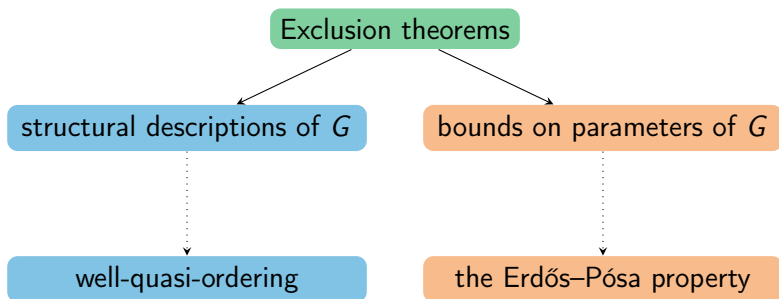 Exclusion theorems
structural descriptions of G
bounds on parameters of G
well-quasi-ordering
the Erdős–Pósa property